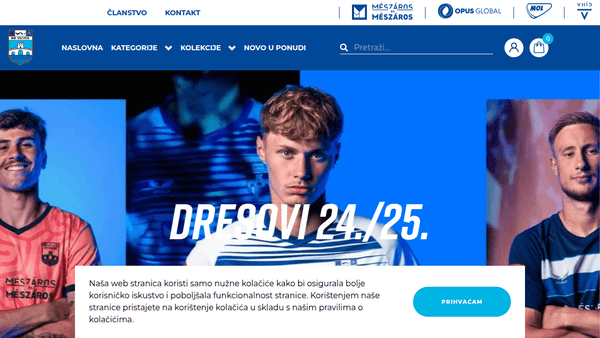 ČLANSTVO KONTAKT
MÉSZÁROS
MÉSZÁROS
OPUS GLOBAL
MOL
NASLOVNA KATEGORIJE KOLEKCIJE NOVO U PONUDI
Pretraži...
0
DRESOVI 24./25.
MÉSZÁROS
MÉSZÁROS
Naša web stranica koristi samo nužne kolačiće kako bi osigurala bolje
korisničko iskustvo i poboljšala funkcionalnost stranice. Korištenjem naše
stranice pristajete na korištenje kolačića u skladu s našim pravilima o
kolačićima.
PRIHVAĆAM